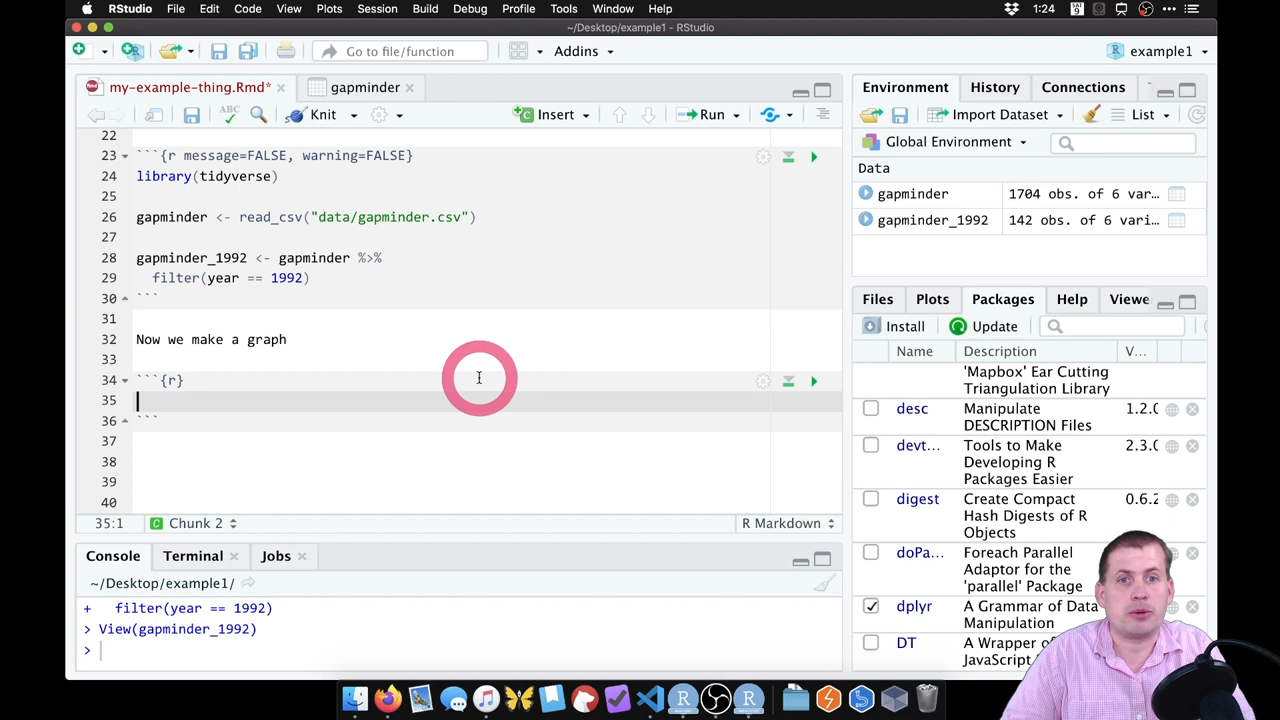 RStudio File Edit Code View Plots Session Build Debug Profile Tools Window Help 1:24 SAT 9
~/Desktop/example1 - RStudio
Go to file/function Addins example1
my-example-thing.Rmd* gapminder
ABC Knit Insert Run
22
23 ```{r message=FALSE, warning=FALSE}
24 library(tidyverse)
25
26 gapminder <- read_csv("data/gapminder.csv")
27
28 gapminder_1992 <- gapminder %>%
29 filter(year == 1992)
30 ```
31
32 Now we make a graph
33
34 ```{r}
35
36 ```
37
38
39
40
35:1 Chunk 2 R Markdown
Console Terminal Jobs
~/Desktop/example1/
+ filter(year == 1992)
> View(gapminder_1992)
>
Environment History Connections
Import Dataset List
Global Environment
Data
gapminder 1704 obs. of 6 var…
gapminder_1992 142 obs. of 6 vari…
Files Plots Packages Help Viewe
Install Update
Name Description V…
'Mapbox' Ear Cutting
Triangulation Library
desc Manipulate 1.2.0
DESCRIPTION Files
devt… Tools to Make 2.3.0
Developing R
Packages Easier
digest Create Compact 0.6.2
Hash Digests of R
Objects
doPa… Foreach Parallel
Adaptor for the
'parallel' Package
dplyr A Grammar of Data
Manipulation
DT A Wrapper of
JavaScript